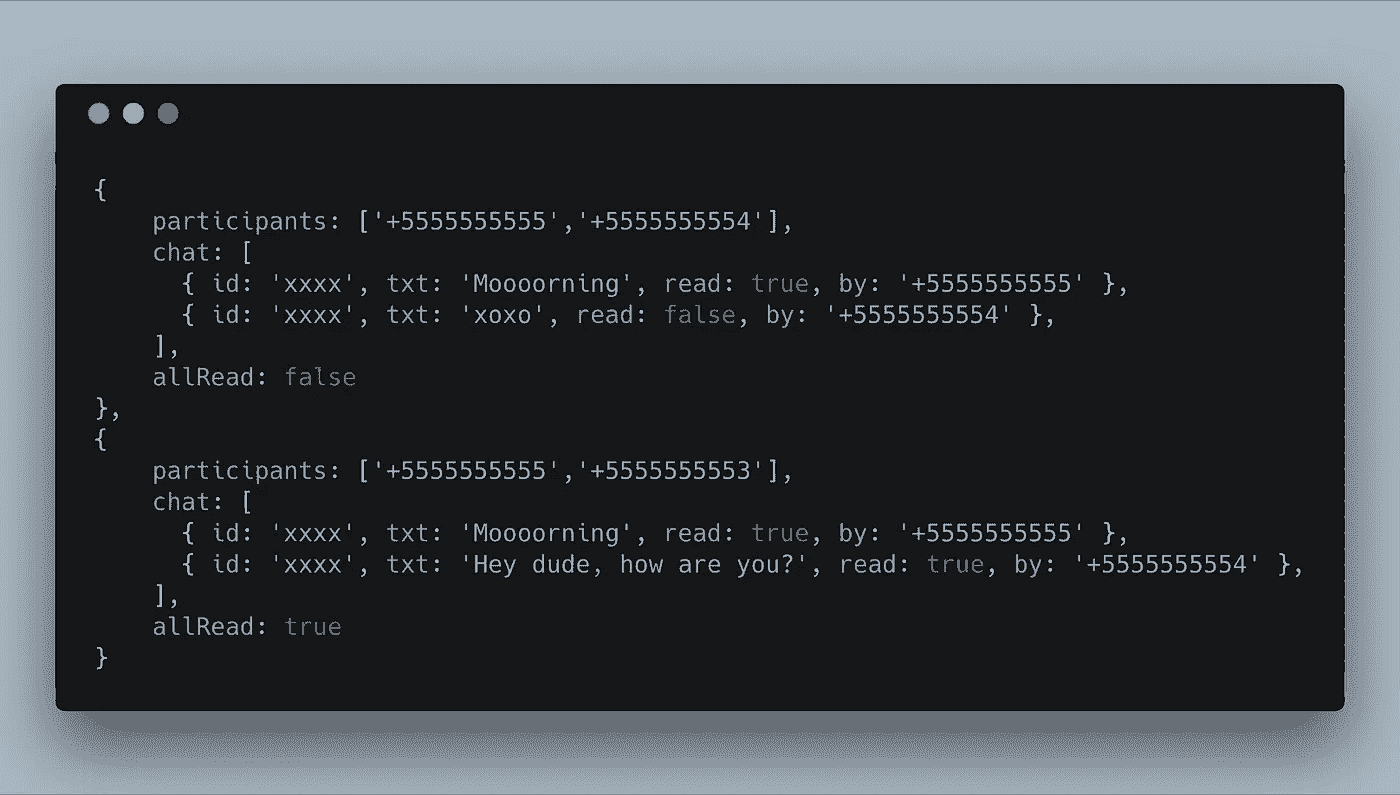 {
    participants: ['+5555555555','+5555555554'],
    chat: [
      { id: 'xxxx', txt: 'Moooorning', read: true, by: '+5555555555' },
      { id: 'xxxx', txt: 'xoxo', read: false, by: '+5555555554' },
    ],
    allRead: false
},
{
    participants: ['+5555555555','+5555555553'],
    chat: [
      { id: 'xxxx', txt: 'Moooorning', read: true, by: '+5555555555' },
      { id: 'xxxx', txt: 'Hey dude, how are you?', read: true, by: '+5555555554' },
    ],
    allRead: true
}